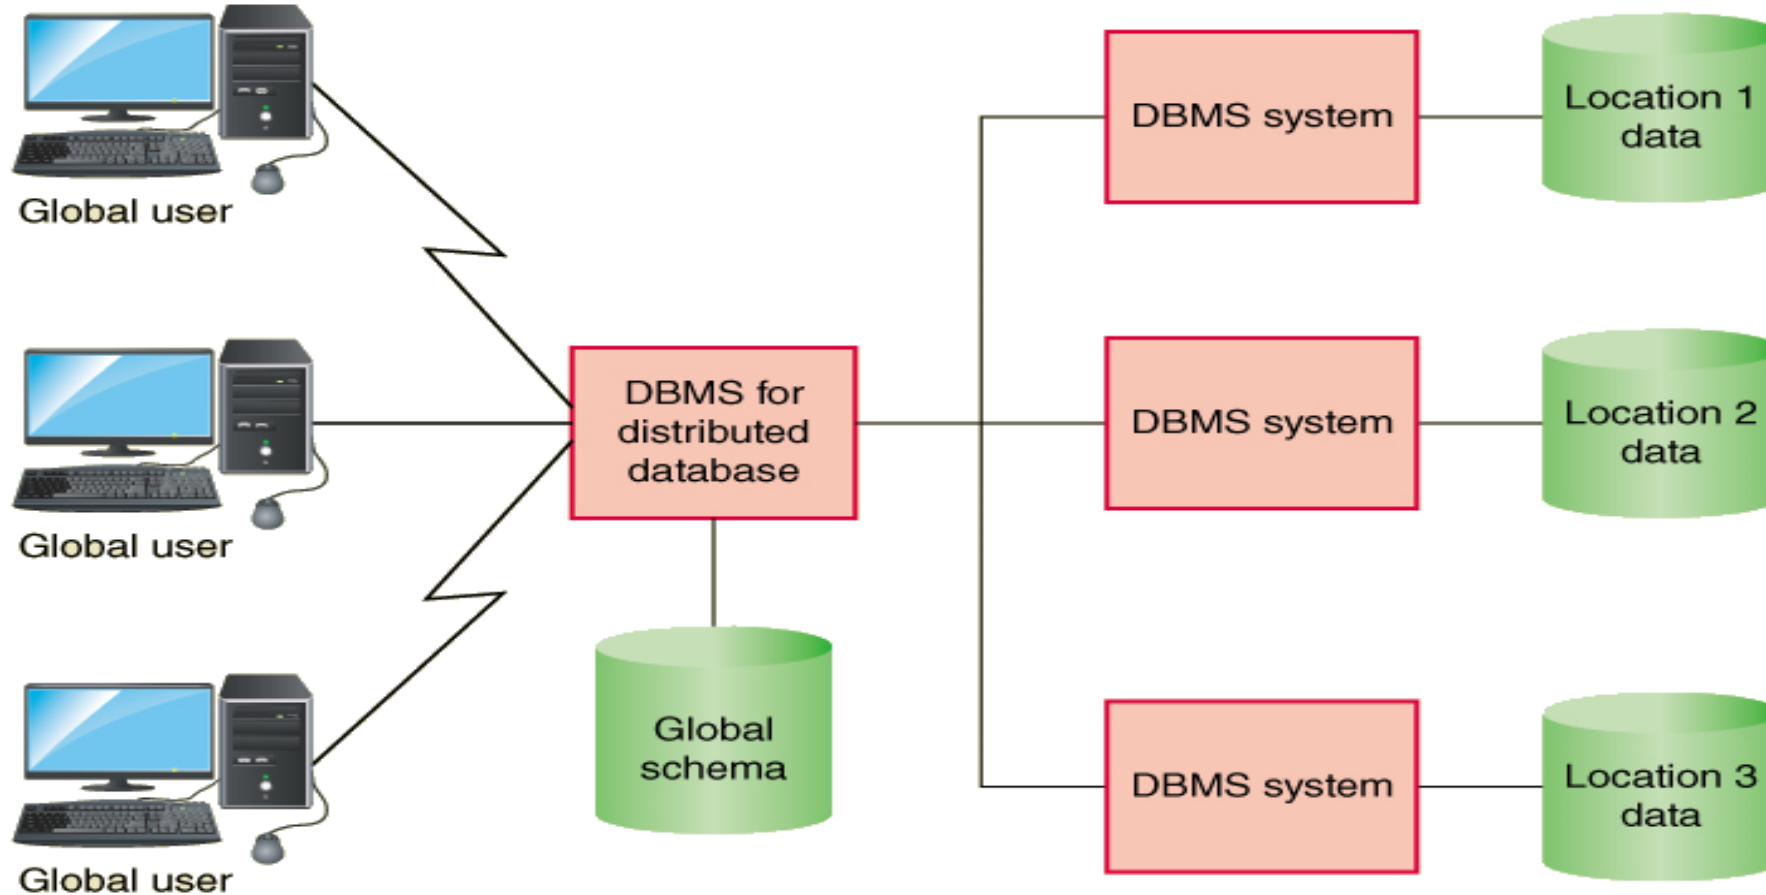 Global user
Global user
Global user
DBMS for
distributed
database
Global
schema
DBMS system
Location 1
data
DBMS system
Location 2
data
DBMS system
Location 3
data